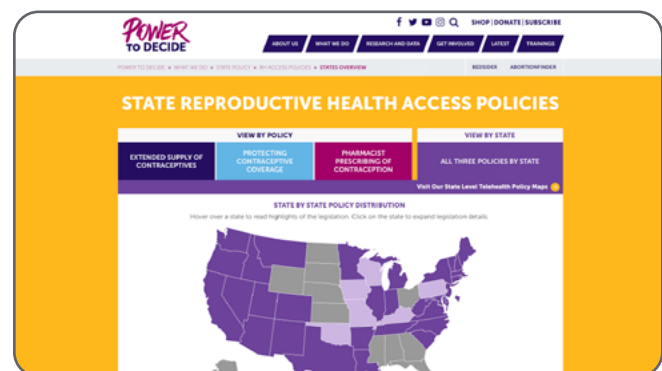 POWER
TO DECIDE
SHOP | DONATE | SUBSCRIBE
ABOUT US WHAT WE DO RESEARCH AND DATA GET INVOLVED LATEST TRAININGS
POWER TO DECIDE » WHAT WE DO » STATE POLICY » RH ACCESS POLICIES » STATES OVERVIEW
BEDSIDER ABORTIONFINDER
STATE REPRODUCTIVE HEALTH ACCESS POLICIES
VIEW BY POLICY
VIEW BY STATE
EXTENDED SUPPLY OF
CONTRACEPTIVES
PROTECTING
CONTRACEPTIVE
COVERAGE
PHARMACIST
PRESCRIBING OF
CONTRACEPTION
ALL THREE POLICIES BY STATE
Visit Our State Level Telehealth Policy Maps
STATE BY STATE POLICY DISTRIBUTION
Hover over a state to read highlights of the legislation. Click on the state to expand legislation details.